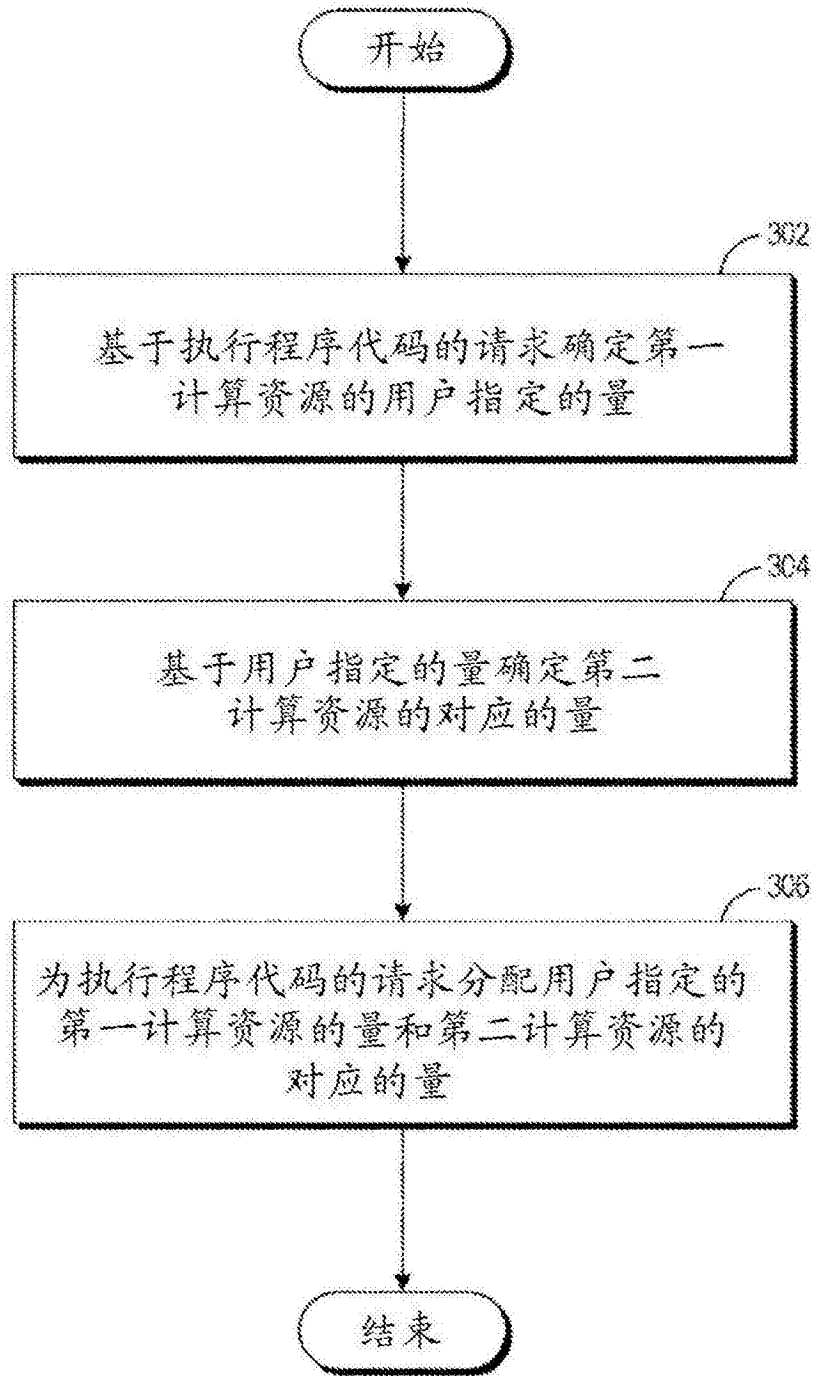 开始
302
基于执行程序代码的请求确定第一
计算资源的用户指定的量
304
基于用户指定的量确定第二
计算资源的对应的量
306
为执行程序代码的请求分配用户指定的
第一计算资源的量和第二计算资源的
对应的量
结束